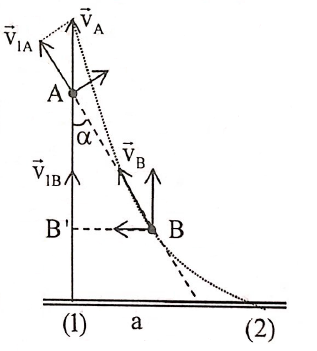 v⃗_A
v⃗_1A
A
α
v⃗_B
v⃗_1B
B'
B
(1)
a
(2)